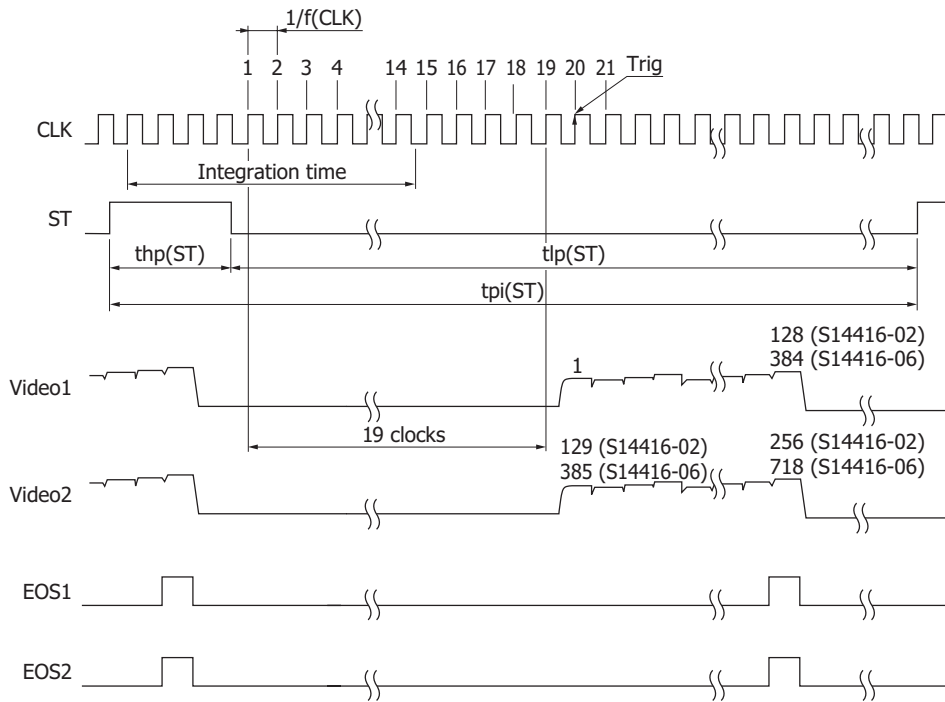 1/f(CLK)
1 2 3 4 14 15 16 17 18 19 20 21 Trig
CLK
Integration time
ST
thp(ST) tlp(ST)
tpi(ST)
128 (S14416-02)
384 (S14416-06)
Video1 1
19 clocks
129 (S14416-02) 256 (S14416-02)
385 (S14416-06) 718 (S14416-06)
Video2
EOS1
EOS2